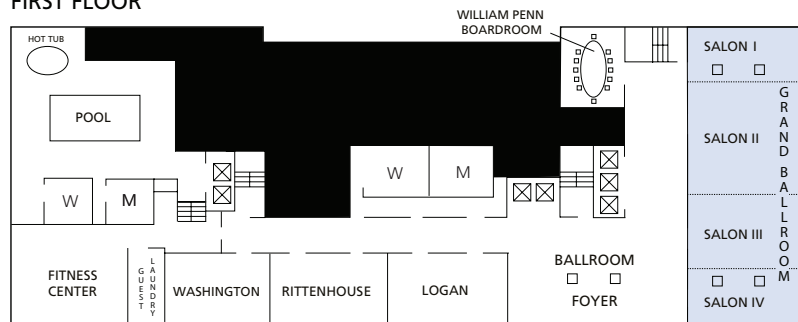 FIRST FLOOR
WILLIAM PENN
BOARDROOM
HOT TUB
POOL
W
M
W
M
SALON I
SALON II
SALON III
SALON IV
GRAND BALLROOM
FITNESS
CENTER
GUEST
LAUNDRY
WASHINGTON
RITTENHOUSE
LOGAN
BALLROOM
FOYER